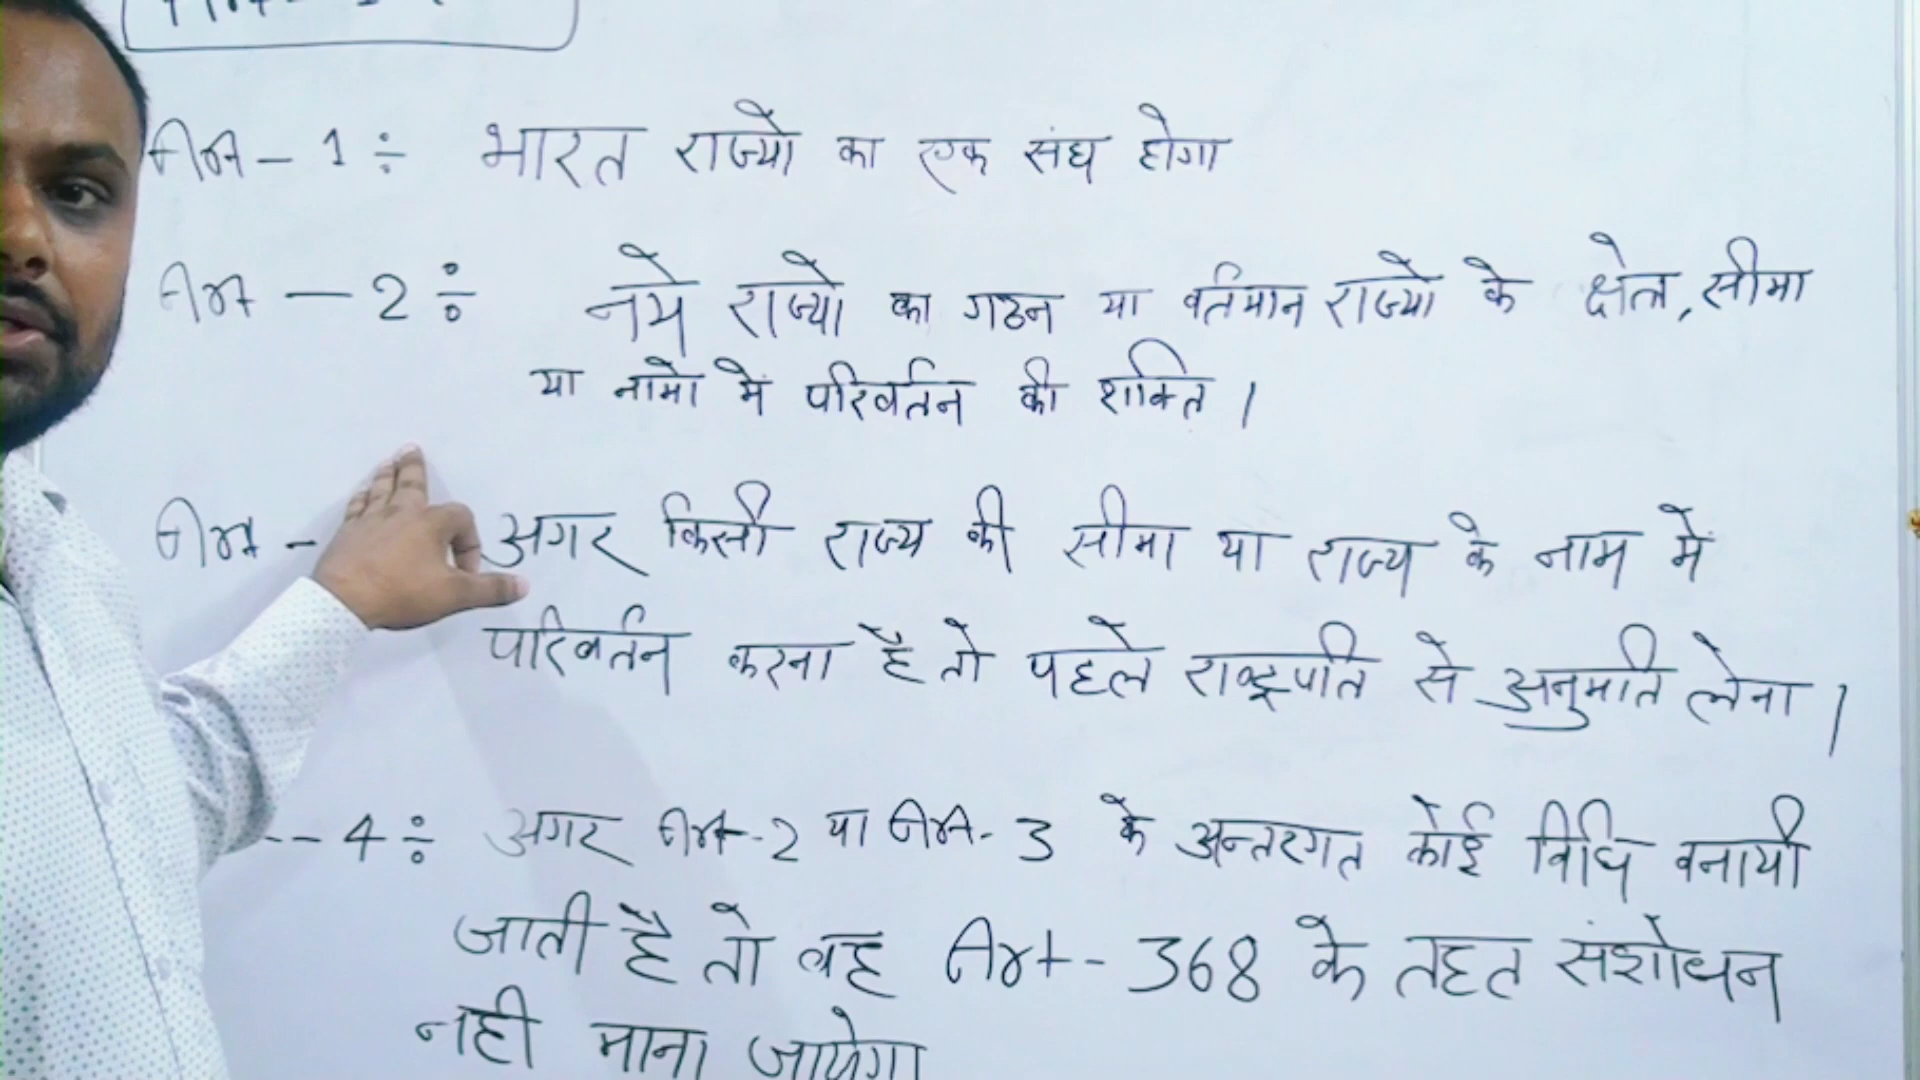 Art - 1 ÷ भारत राज्यो का एक संघ होगा
Art - 2 ÷ नये राज्यो का गठन या वर्तमान राज्यो के क्षेत्र, सीमा
या नामो में परिवर्तन की शक्ति।
Art - अगर किसी राज्य की सीमा या राज्य के नाम में
परिवर्तन करना है तो पहले राष्ट्रपति से अनुमति लेना।
-- 4 ÷ अगर Art-2 या Art-3 के अन्तरगत कोई विधि बनायी
जाती है तो वह Art-368 के तहत संशोधन
नही माना जायेगा